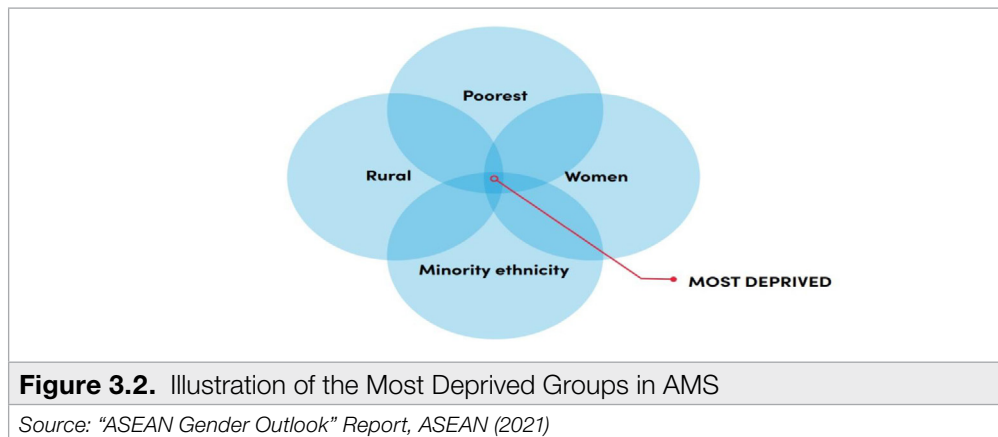 Poorest
Rural
Women
Minority ethnicity
MOST DEPRIVED
Figure 3.2. Illustration of the Most Deprived Groups in AMS
Source: “ASEAN Gender Outlook” Report, ASEAN (2021)